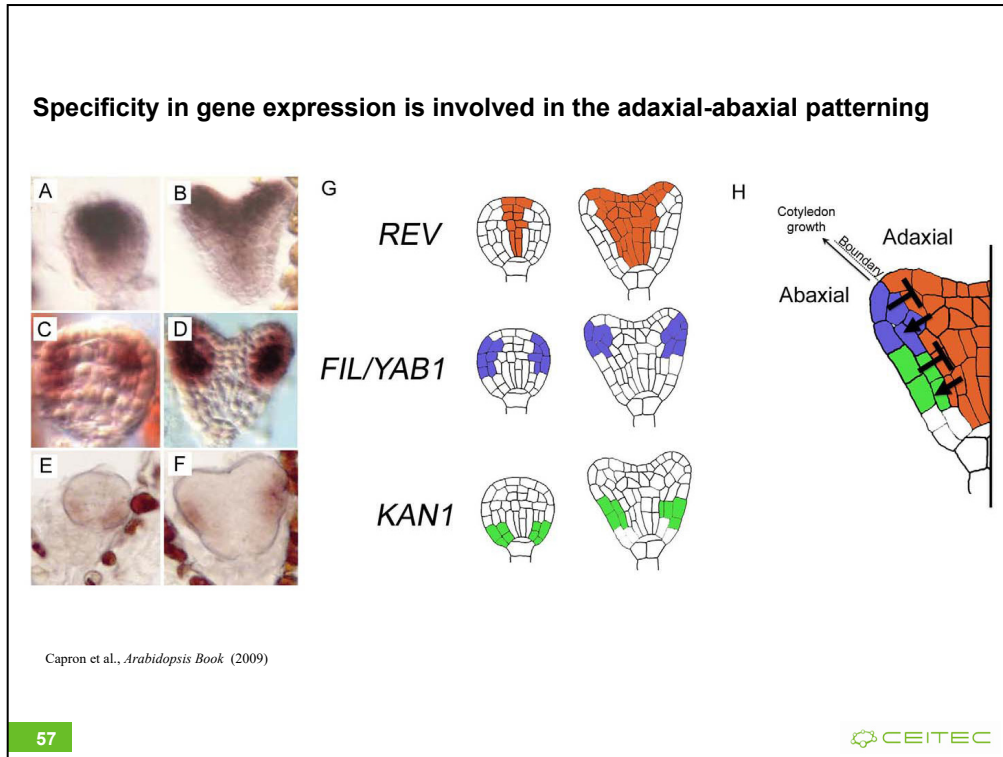 Specificity in gene expression is involved in the adaxial-abaxial patterning
A
B
C
D
E
F
G
REV
FIL/YAB1
KAN1
H
Cotyledon
growth
Boundary
Adaxial
Abaxial
Capron et al., Arabidopsis Book (2009)
57
CEITEC